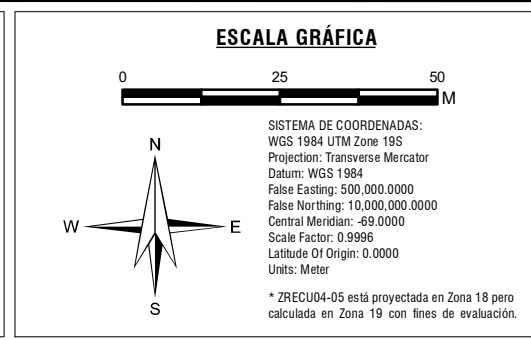 ESCALA GRÁFICA
0 25 50
M
N
W E
S
SISTEMA DE COORDENADAS:
WGS 1984 UTM Zone 19S
Projection: Transverse Mercator
Datum: WGS 1984
False Easting: 500,000.0000
False Northing: 10,000,000.0000
Central Meridian: -69.0000
Scale Factor: 0.9996
Latitude Of Origin: 0.0000
Units: Meter
* ZRECU04-05 está proyectada en Zona 18 pero
calculada en Zona 19 con fines de evaluación.